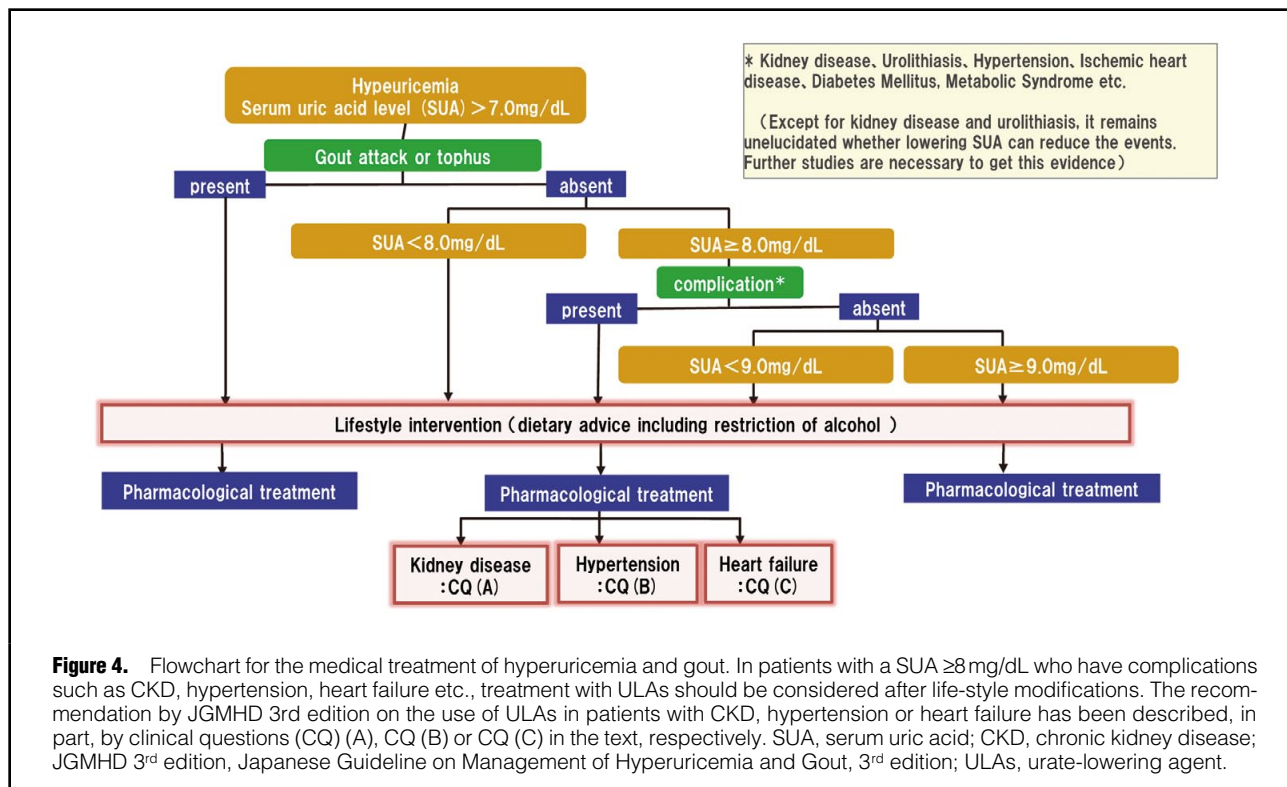 Hypeuricemia
Serum uric acid level (SUA)>7.0mg/dL
* Kidney disease、Urolithiasis、Hypertension、Ischemic heart
disease、Diabetes Mellitus、Metabolic Syndrome etc.
(Except for kidney disease and urolithiasis, it remains
unelucidated whether lowering SUA can reduce the events.
Further studies are necessary to get this evidence)
Gout attack or tophus
present
absent
SUA<8.0mg/dL
SUA≧8.0mg/dL
complication*
present
absent
SUA<9.0mg/dL
SUA≧9.0mg/dL
Lifestyle intervention (dietary advice including restriction of alcohol )
Pharmacological treatment
Pharmacological treatment
Pharmacological treatment
Kidney disease
:CQ(A)
Hypertension
:CQ(B)
Heart failure
:CQ(C)
Figure 4. Flowchart for the medical treatment of hyperuricemia and gout. In patients with a SUA ≥8 mg/dL who have complications
such as CKD, hypertension, heart failure etc., treatment with ULAs should be considered after life-style modifications. The recom-
mendation by JGMHD 3rd edition on the use of ULAs in patients with CKD, hypertension or heart failure has been described, in
part, by clinical questions (CQ) (A), CQ (B) or CQ (C) in the text, respectively. SUA, serum uric acid; CKD, chronic kidney disease;
JGMHD 3rd edition, Japanese Guideline on Management of Hyperuricemia and Gout, 3rd edition; ULAs, urate-lowering agent.